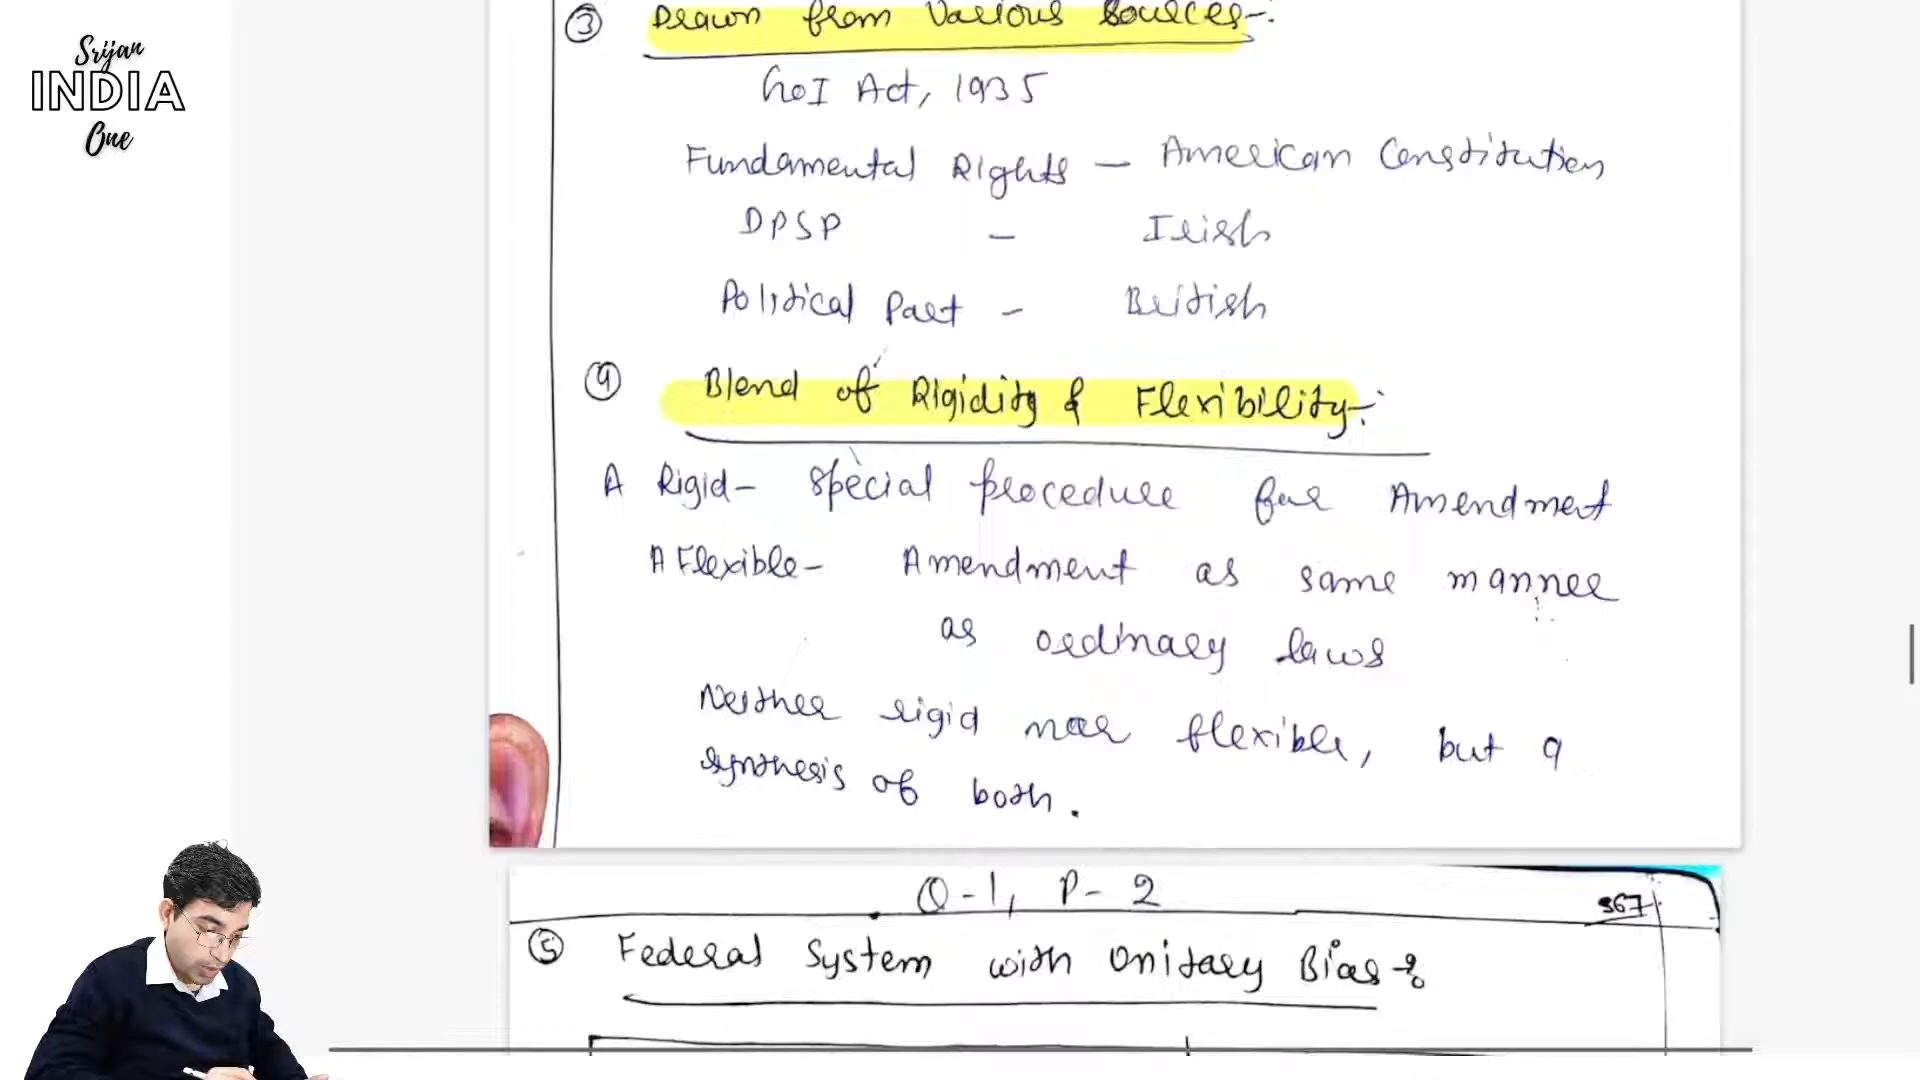 Srijan
INDIA
One
③ Drawn from Various Sources-:
GoI Act, 1935
Fundamental Rights – American Constitution
DPSP – Irish
Political Part – British
④ Blend of Rigidity & Flexibility-:
A Rigid- special procedure for Amendment
A Flexible- Amendment as same manner
as ordinary laws
Neither rigid nor flexible, but a
synthesis of both.
Q-1, P-2
367
⑤ Federal System with Unitary Bias-: